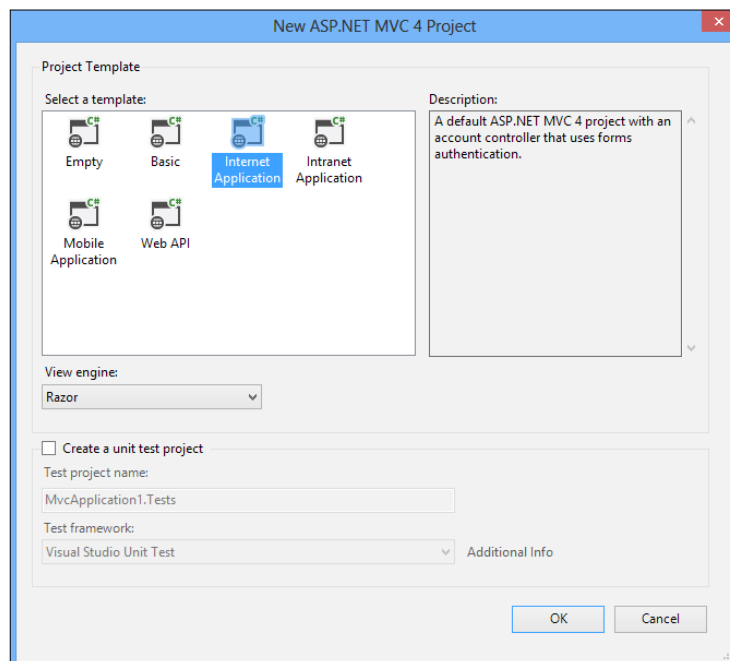 New ASP.NET MVC 4 Project
Project Template
Select a template:
Description:
C# C# C# C#
Empty Basic Internet Intranet
Application Application
C# C#
Mobile Web API
Application
A default ASP.NET MVC 4 project with an
account controller that uses forms
authentication.
View engine:
Razor
Create a unit test project
Test project name:
MvcApplication1.Tests
Test framework:
Visual Studio Unit Test
Additional Info
OK Cancel